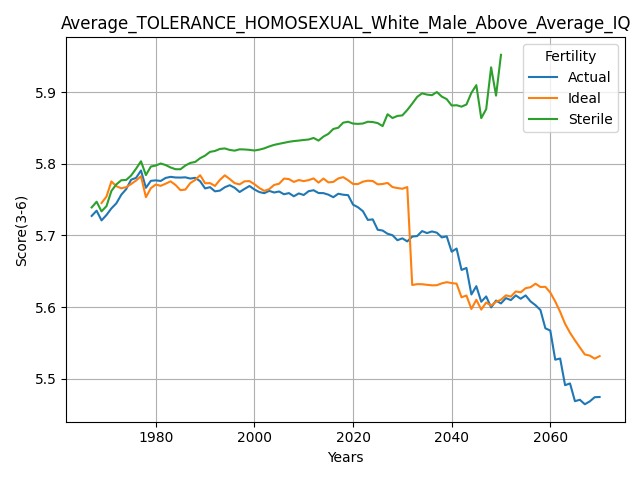 Average_TOLERANCE_HOMOSEXUAL_White_Male_Above_Average_IQ
Fertility
Actual
Ideal
Sterile
Score(3-6)
5.9
5.8
5.7
5.6
5.5
1980
2000
2020
2040
2060
Years